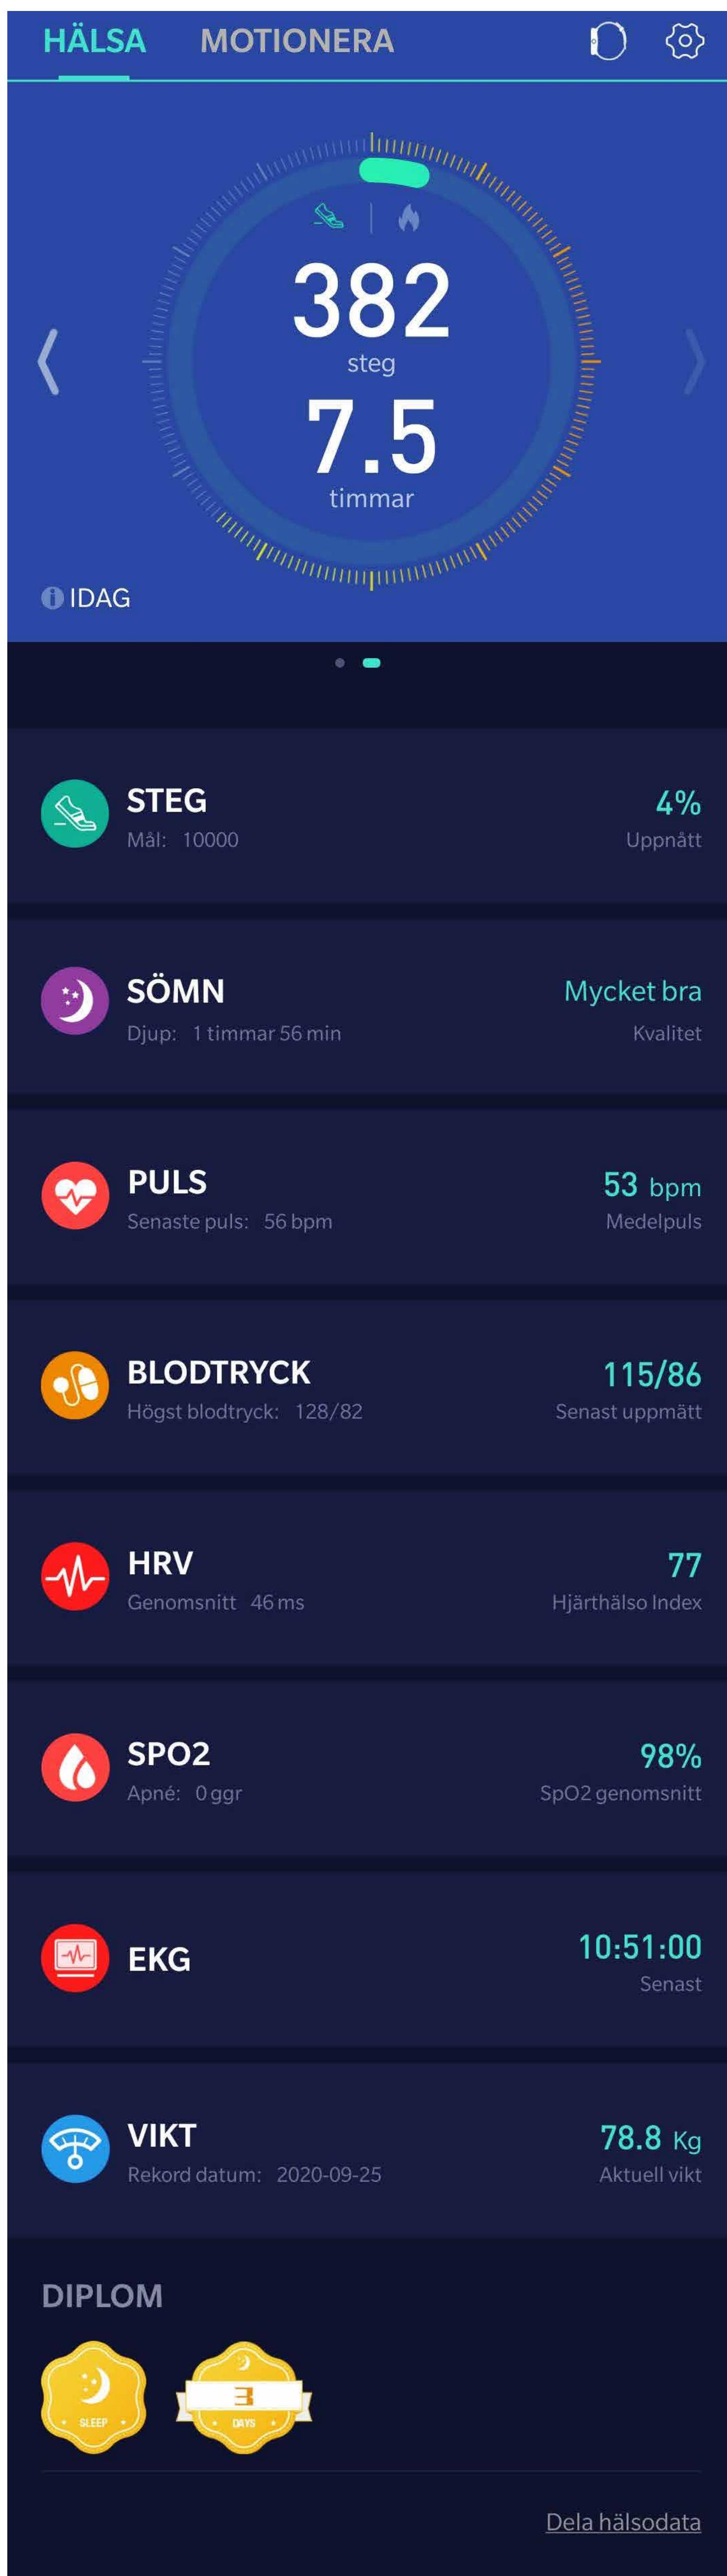 HÄLSA MOTIONERA
382
steg
7.5
timmar
IDAG
STEG
4%
Mål: 10000
Uppnått
SÖMN
Mycket bra
Djup: 1 timmar 56 min
Kvalitet
PULS
53 bpm
Senaste puls: 56 bpm
Medelpuls
BLODTRYCK
115/86
Högst blodtryck: 128/82
Senast uppmätt
HRV
77
Genomsnitt 46 ms
Hjärthälso Index
SPO2
98%
Apné: 0 ggr
SpO2 genomsnitt
EKG
10:51:00
Senast
VIKT
78.8 Kg
Rekord datum: 2020-09-25
Aktuell vikt
DIPLOM
SLEEP
3
DAYS
Dela hälsodata